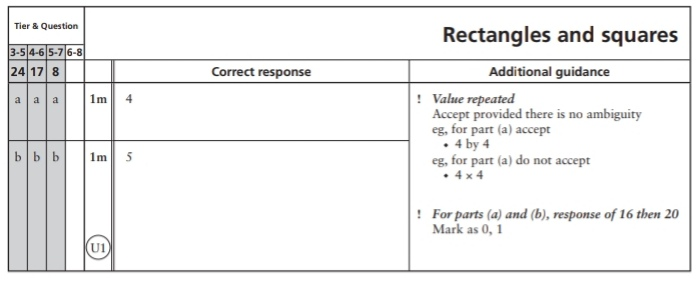 Tier & Question
Rectangles and squares
3-5 4-6 5-7 6-8
24 17 8
Correct response
Additional guidance
a a a 1m 4
! Value repeated
Accept provided there is no ambiguity
eg, for part (a) accept
• 4 by 4
eg, for part (a) do not accept
• 4 × 4
b b b 1m 5
! For parts (a) and (b), response of 16 then 20
Mark as 0, 1
U1